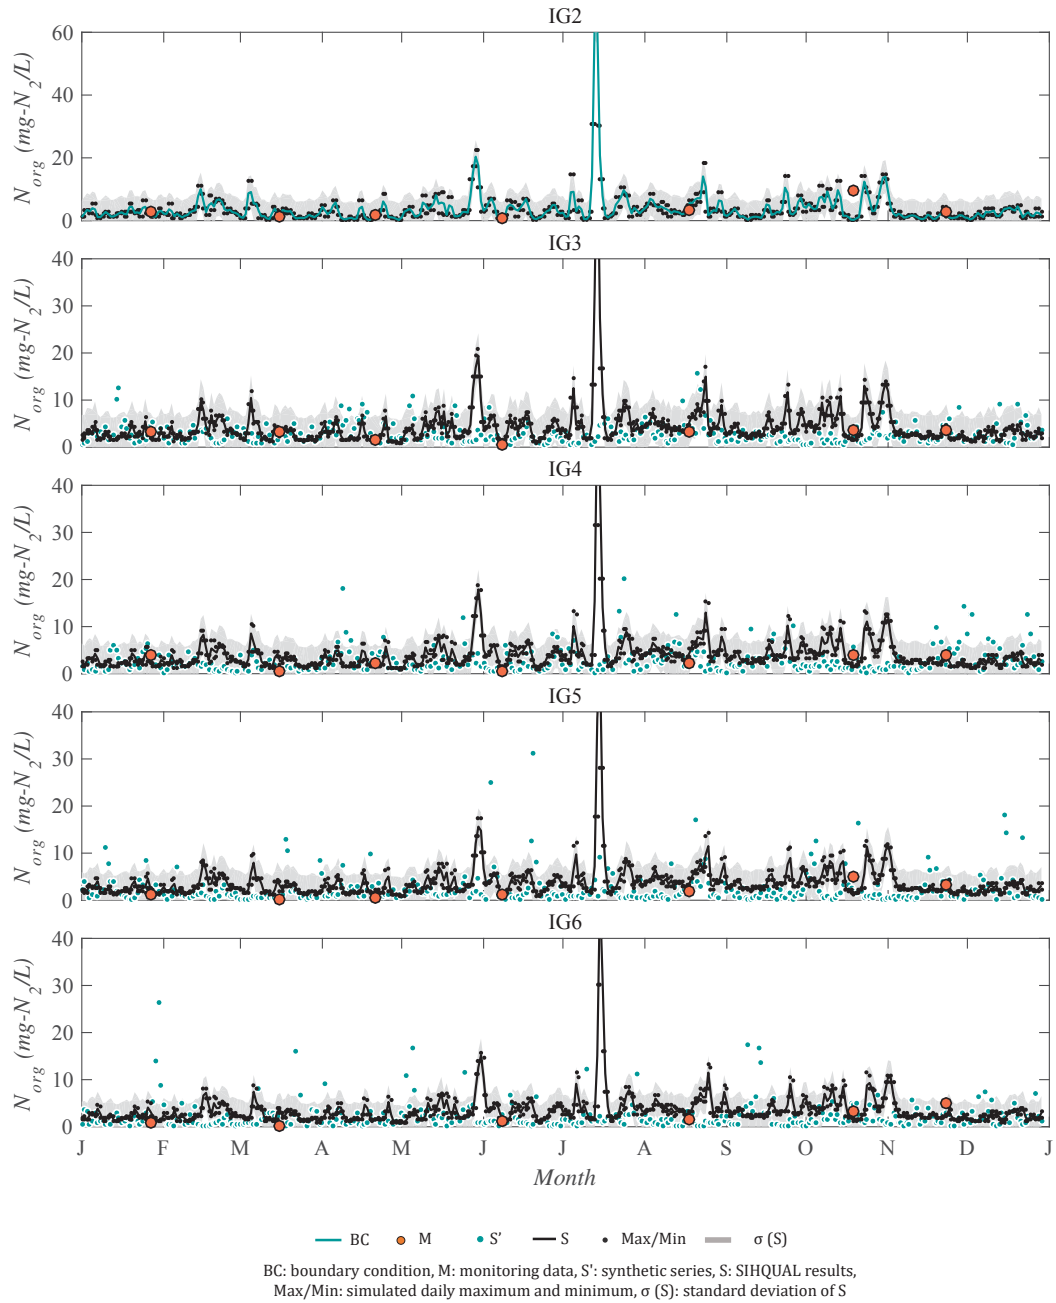 IG2
60
40
20
0
N_org (mg-N_2/L)
IG3
40
30
20
10
0
N_org (mg-N_2/L)
IG4
40
30
20
10
0
N_org (mg-N_2/L)
IG5
40
30
20
10
0
N_org (mg-N_2/L)
IG6
40
30
20
10
0
N_org (mg-N_2/L)
J F M A M J J A S O N D J
Month
BC M S' S Max/Min σ (S)
BC: boundary condition, M: monitoring data, S': synthetic series, S: SIHQUAL results,
Max/Min: simulated daily maximum and minimum, σ (S): standard deviation of S